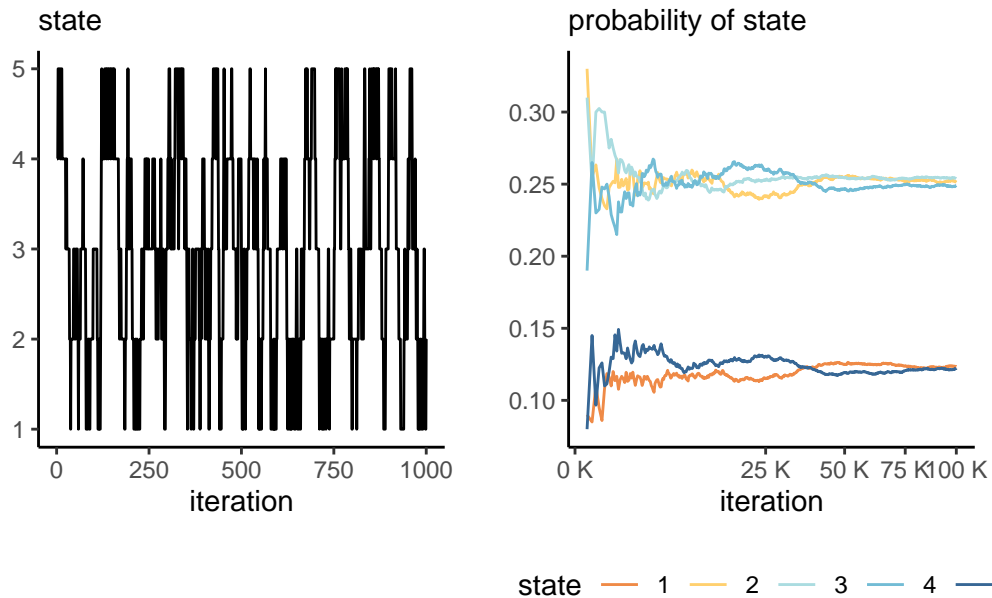 state
5
4
3
2
1
0 250 500 750 1000
iteration
probability of state
0.30
0.25
0.20
0.15
0.10
0 K 25 K 50 K 75 K 100 K
iteration
state 1 2 3 4